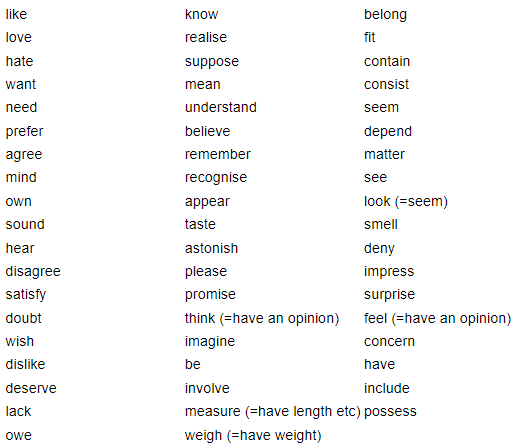 like know belong
love realise fit
hate suppose contain
want mean consist
need understand seem
prefer believe depend
agree remember matter
mind recognise see
own appear look (=seem)
sound taste smell
hear astonish deny
disagree please impress
satisfy promise surprise
doubt think (=have an opinion) feel (=have an opinion)
wish imagine concern
dislike be have
deserve involve include
lack measure (=have length etc) possess
owe weigh (=have weight)